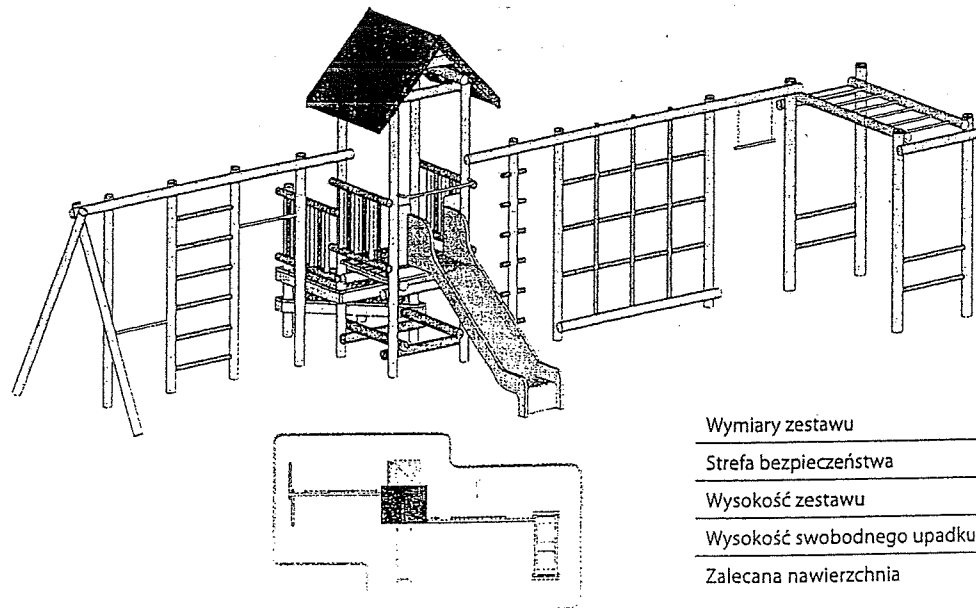 Wymiary zestawu
Strefa bezpieczeństwa
Wysokość zestawu
Wysokość swobodnego upadku
Zalecana nawierzchnia